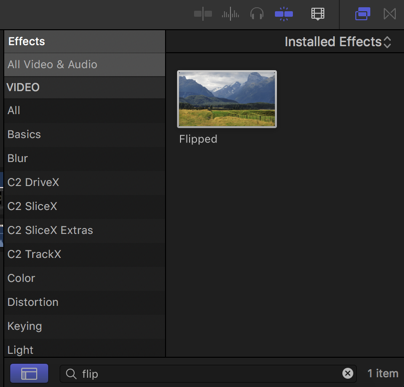 Effects
Installed Effects
All Video & Audio
VIDEO
All
Basics
Blur
C2 DriveX
C2 SliceX
C2 SliceX Extras
C2 TrackX
Color
Distortion
Keying
Light
Flipped
flip
1 item